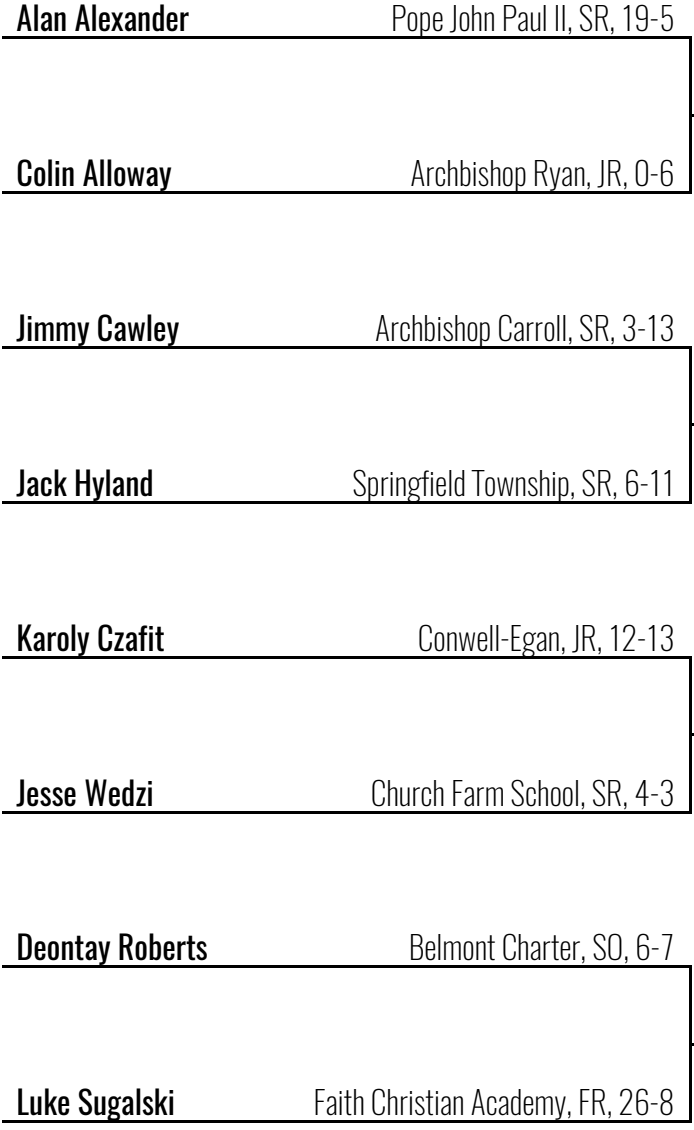 Alan Alexander Pope John Paul II, SR, 19-5
Colin Alloway Archbishop Ryan, JR, 0-6
Jimmy Cawley Archbishop Carroll, SR, 3-13
Jack Hyland Springfield Township, SR, 6-11
Karoly Czafit Conwell-Egan, JR, 12-13
Jesse Wedzi Church Farm School, SR, 4-3
Deontay Roberts Belmont Charter, SO, 6-7
Luke Sugalski Faith Christian Academy, FR, 26-8